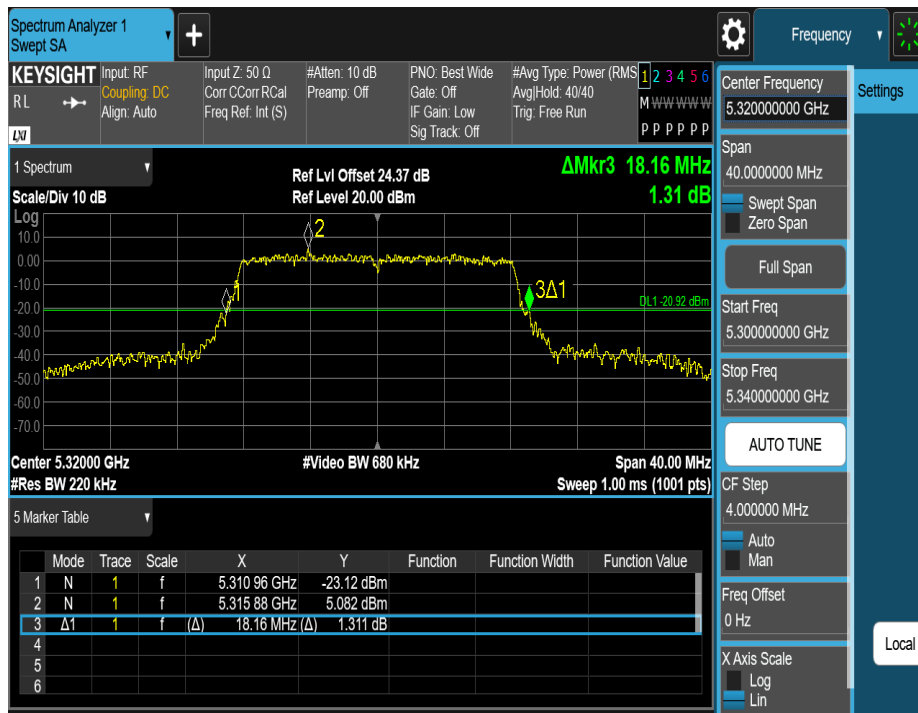 Spectrum Analyzer 1
Swept SA
+
Frequency
KEYSIGHT
RL
LXI
Input: RF
Coupling: DC
Align: Auto
Input Z: 50 Ω
Corr CCorr RCal
Freq Ref: Int (S)
#Atten: 10 dB
Preamp: Off
PNO: Best Wide
Gate: Off
IF Gain: Low
Sig Track: Off
#Avg Type: Power (RMS
Avg|Hold: 40/40
Trig: Free Run
1 2 3 4 5 6
M W W W W W
P P P P P P
1 Spectrum
Scale/Div 10 dB
Ref Lvl Offset 24.37 dB
Ref Level 20.00 dBm
ΔMkr3 18.16 MHz
1.31 dB
Log
10.0
0.00
-10.0
-20.0
-30.0
-40.0
-50.0
-60.0
-70.0
2
1
3Δ1
DL1 -20.92 dBm
Center 5.32000 GHz
#Video BW 680 kHz
Span 40.00 MHz
#Res BW 220 kHz
Sweep 1.00 ms (1001 pts)
5 Marker Table
Mode Trace Scale X Y Function Function Width Function Value
1 N 1 f 5.310 96 GHz -23.12 dBm
2 N 1 f 5.315 88 GHz 5.082 dBm
3 Δ1 1 f (Δ) 18.16 MHz (Δ) 1.311 dB
4
5
6
Center Frequency
5.320000000 GHz
Span
40.0000000 MHz
Swept Span
Zero Span
Full Span
Start Freq
5.300000000 GHz
Stop Freq
5.340000000 GHz
AUTO TUNE
CF Step
4.000000 MHz
Auto
Man
Freq Offset
0 Hz
X Axis Scale
Log
Lin
Settings
Local